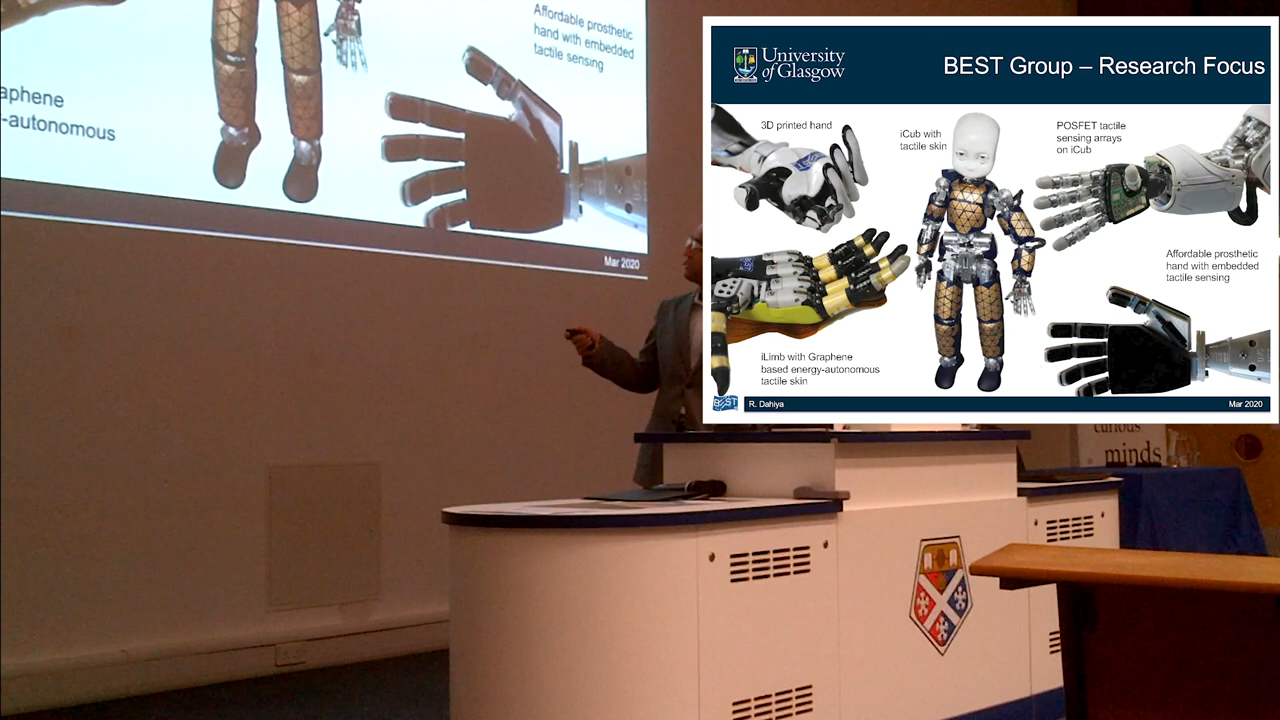 Affordable prosthetic
hand with embedded
tactile sensing
aphene
-autonomous
Mar 2020
University
of Glasgow
BEST Group – Research Focus
3D printed hand
iCub with
tactile skin
POSFET tactile
sensing arrays
on iCub
Affordable prosthetic
hand with embedded
tactile sensing
iLimb with Graphene
based energy-autonomous
tactile skin
BEST
R. Dahiya
Mar 2020
curious
minds